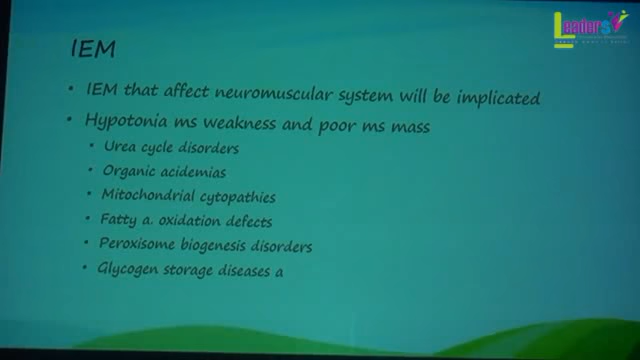 Leaders
IEM
• IEM that affect neuromuscular system will be implicated
• Hypotonia ms weakness and poor ms mass
• Urea cycle disorders
• Organic acidemias
• Mitochondrial cytopathies
• Fatty a. oxidation defects
• Peroxisome biogenesis disorders
• Glycogen storage diseases a